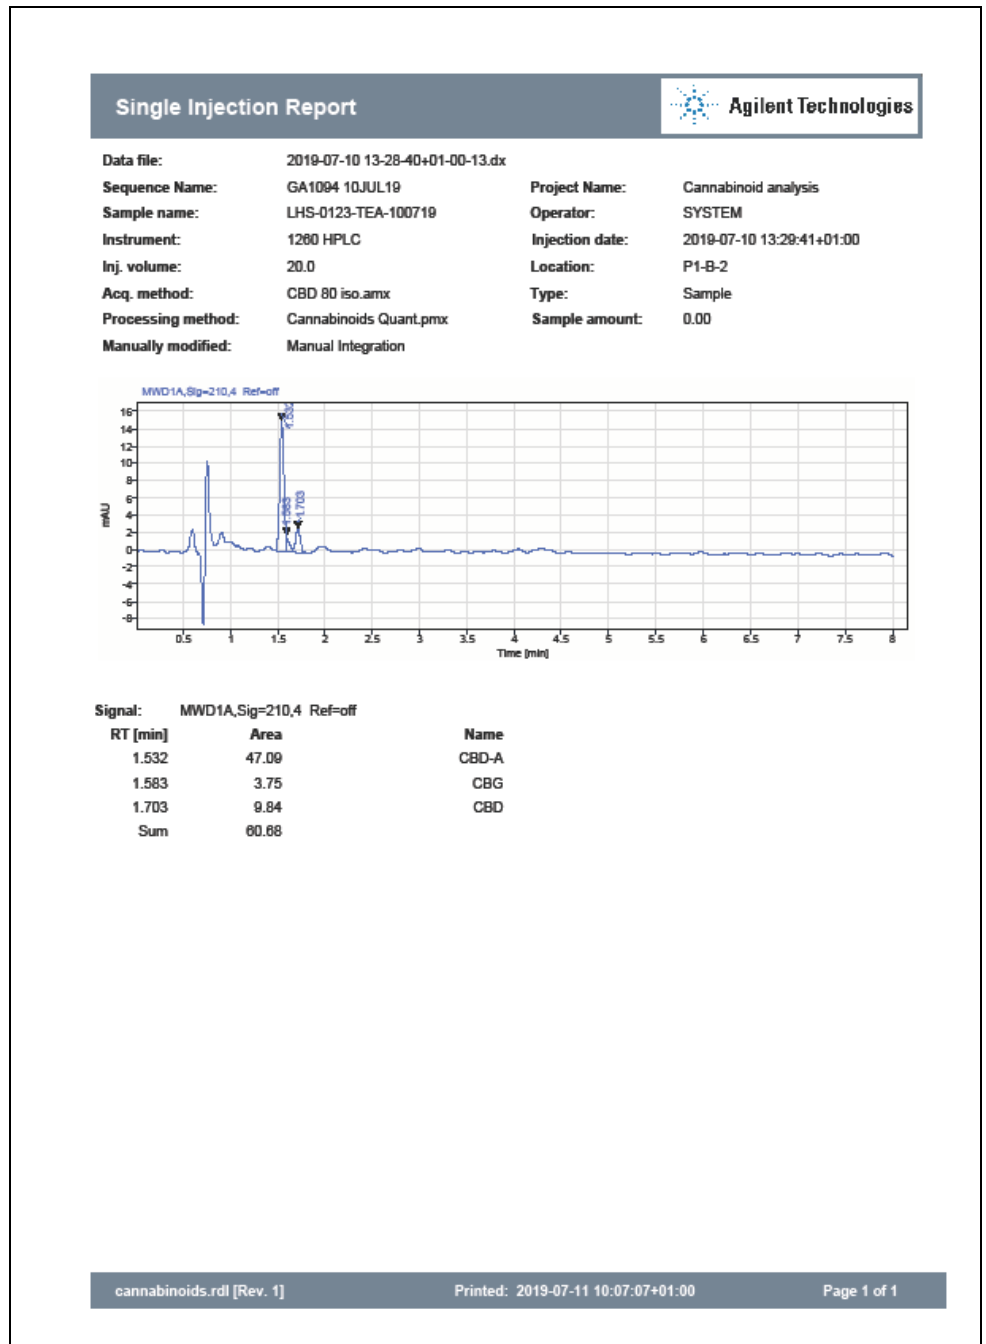 Single Injection Report
Agilent Technologies
Data file: 2019-07-10 13-28-40+01-00-13.dx
Sequence Name: GA1094 10JUL19 Project Name: Cannabinoid analysis
Sample name: LHS-0123-TEA-100719 Operator: SYSTEM
Instrument: 1260 HPLC Injection date: 2019-07-10 13:29:41+01:00
Inj. volume: 20.0 Location: P1-B-2
Acq. method: CBD 80 iso.amx Type: Sample
Processing method: Cannabinoids Quant.pmx Sample amount: 0.00
Manually modified: Manual Integration
MWD1A,Sig=210,4 Ref=off
16
14
12
10
8
6
4
2
0
-2
-4
-6
-8
mAU
1.532
1.583
1.703
0.5 1 1.5 2 2.5 3 3.5 4 4.5 5 5.5 6 6.5 7 7.5 8
Time [min]
Signal: MWD1A,Sig=210,4 Ref=off
RT [min] Area Name
1.532 47.09 CBD-A
1.583 3.75 CBG
1.703 9.84 CBD
Sum 60.68
cannabinoids.rdl [Rev. 1] Printed: 2019-07-11 10:07:07+01:00 Page 1 of 1